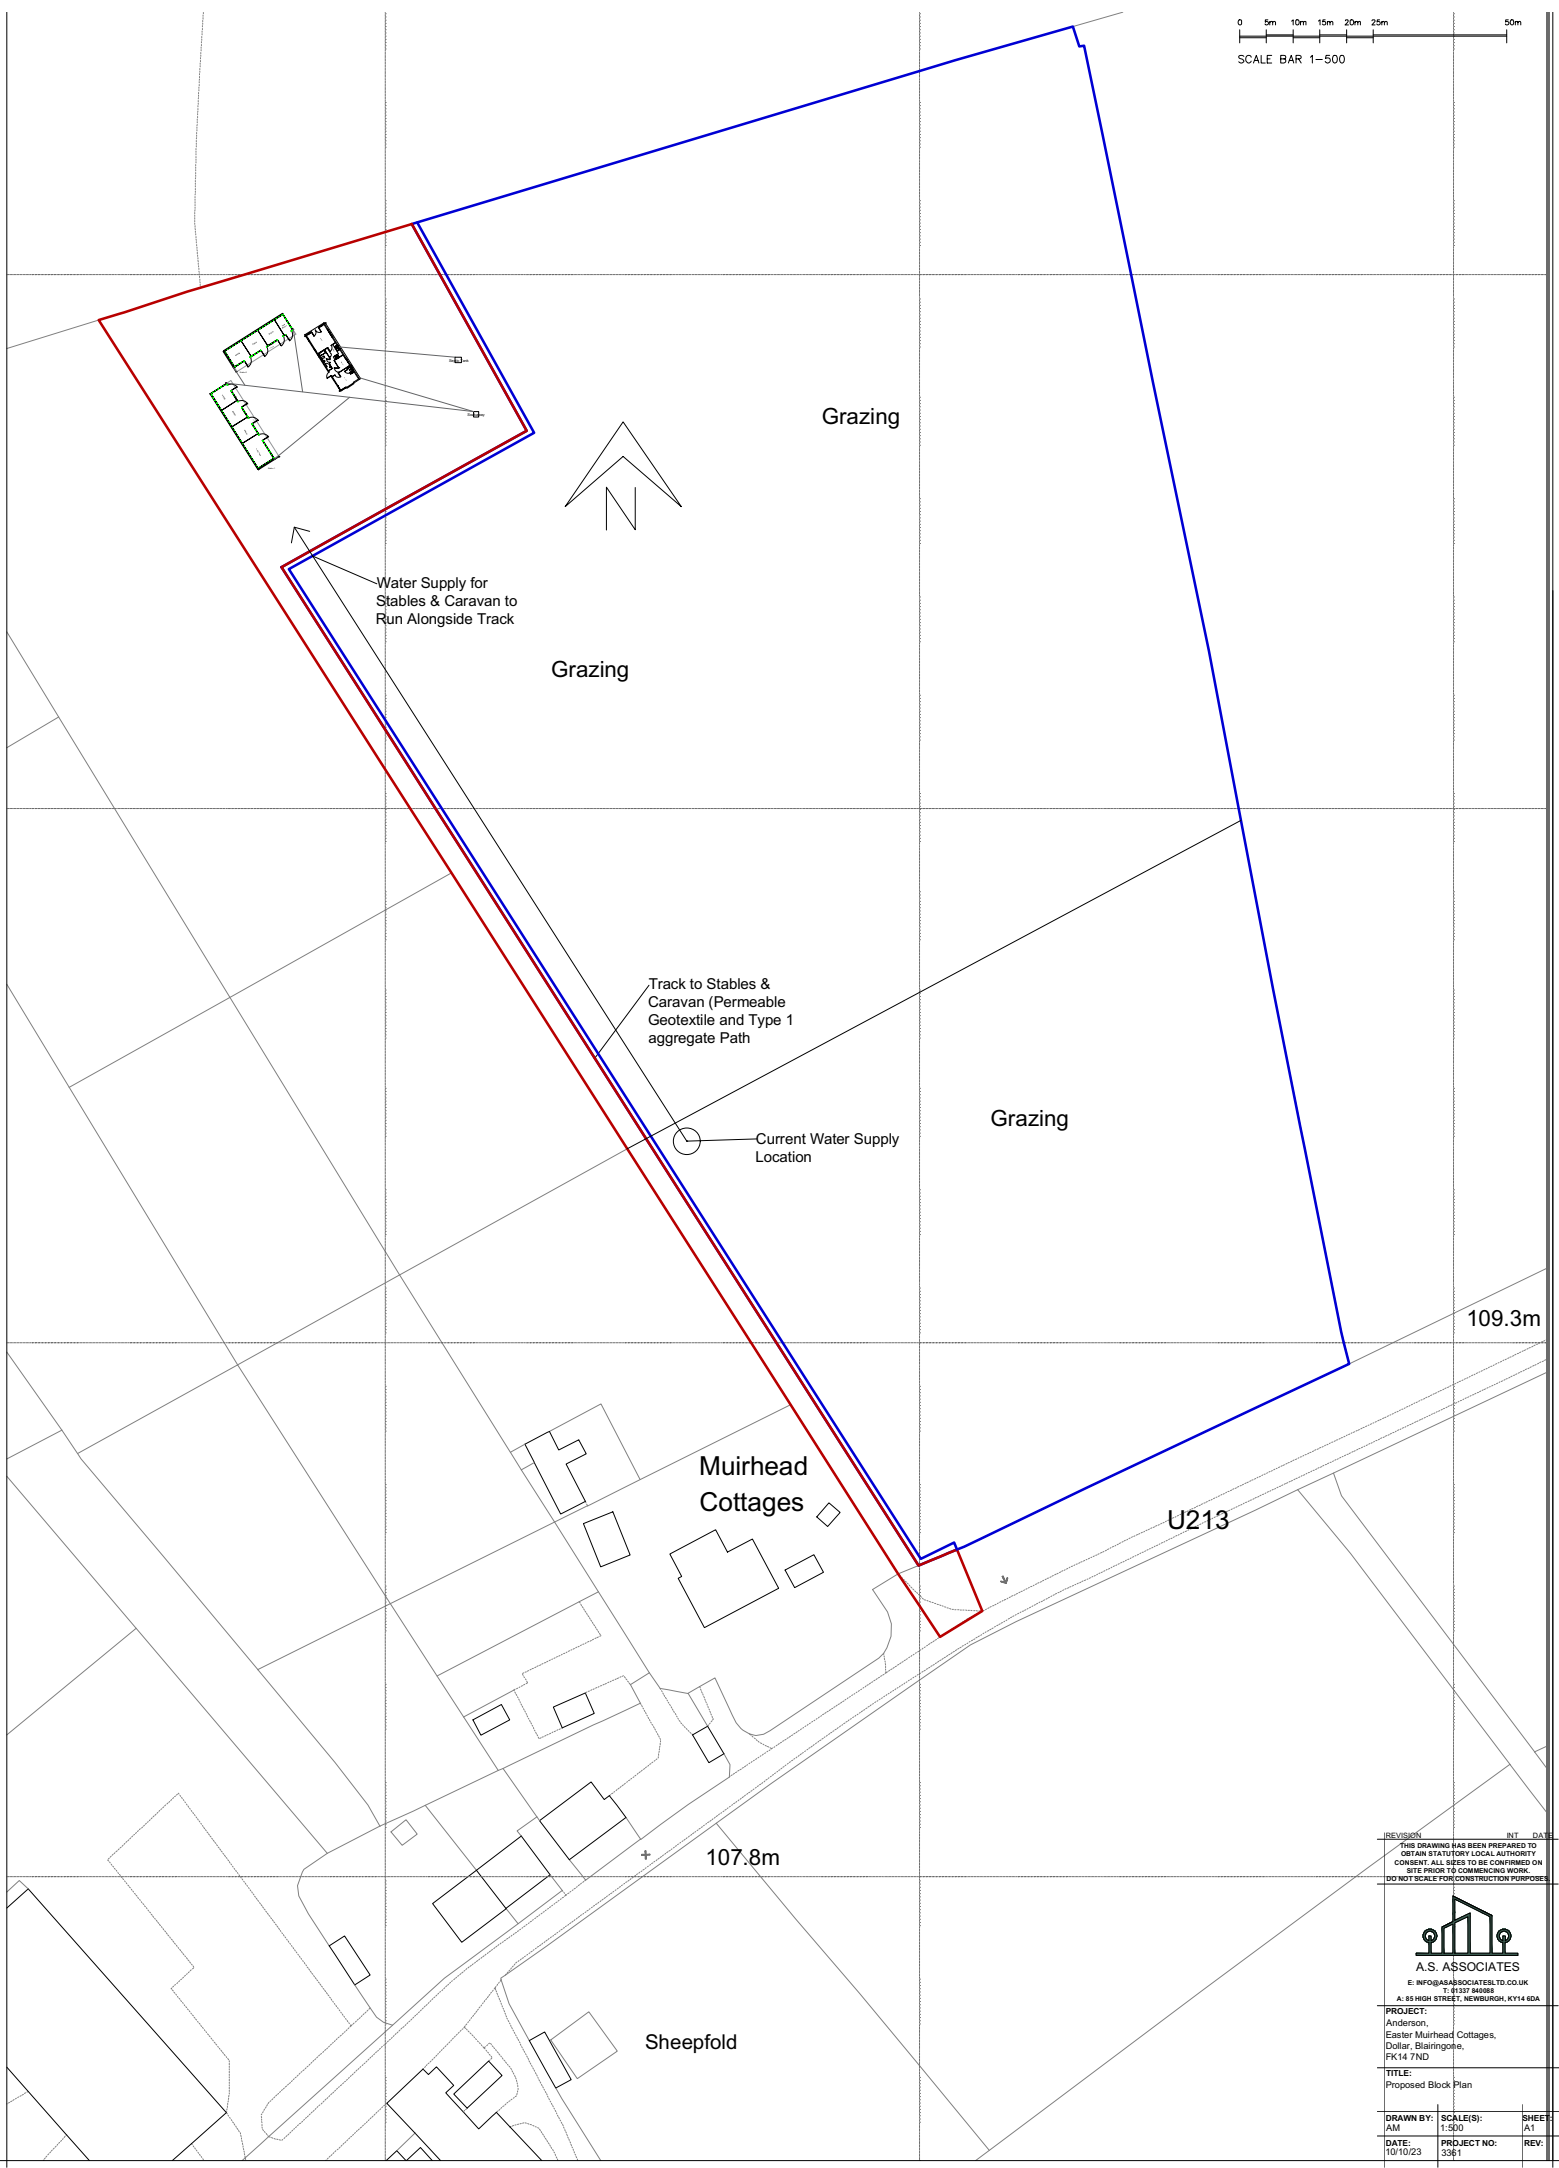 0 5m 10m 15m 20m 25m 50m
SCALE BAR 1-500
Grazing
N
Water Supply for
Stables & Caravan to
Run Alongside Track
Grazing
Track to Stables &
Caravan (Permeable
Geotextile and Type 1
aggregate Path
Grazing
Current Water Supply
Location
109.3m
Muirhead
Cottages
U213
107.8m
Sheepfold
REVISION INT DATE
THIS DRAWING HAS BEEN PREPARED TO
OBTAIN STATUTORY LOCAL AUTHORITY
CONSENT. ALL SIZES TO BE CONFIRMED ON
SITE PRIOR TO COMMENCING WORK.
DO NOT SCALE FOR CONSTRUCTION PURPOSES.
A.S. ASSOCIATES
E: INFO@ASASSOCIATESLTD.CO.UK
T: 01337 840088
A: 85 HIGH STREET, NEWBURGH, KY14 6DA
PROJECT:
Anderson,
Easter Muirhead Cottages,
Dollar, Blairingone,
FK14 7ND
TITLE:
Proposed Block Plan
DRAWN BY: SCALE(S): SHEET:
AM 1:500 A1
DATE: PROJECT NO: REV:
10/10/23 3361